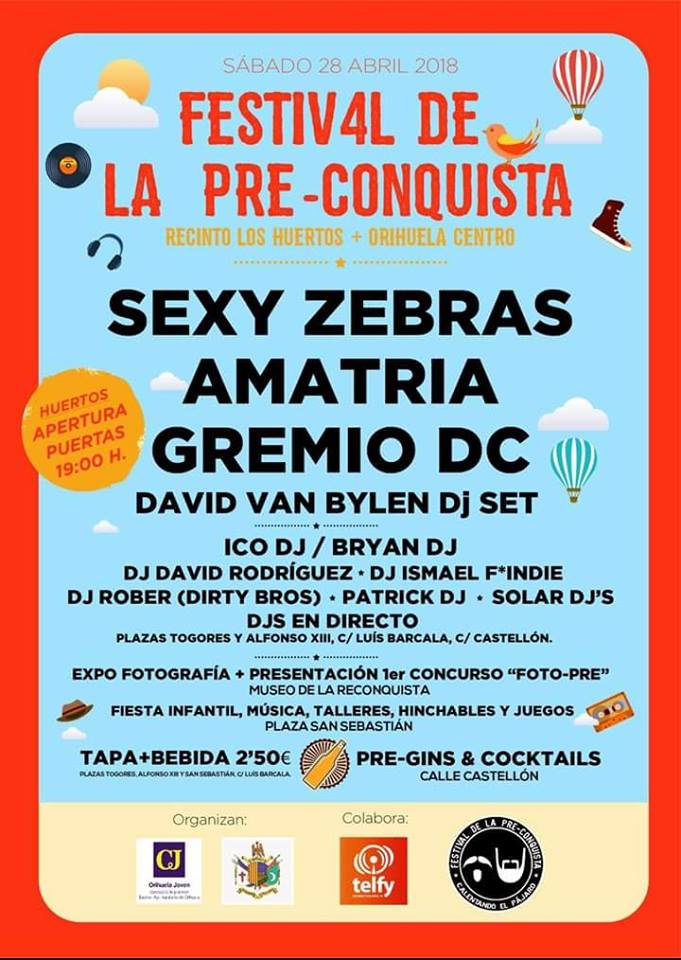 SÁBADO 28 ABRIL 2018
FESTIV4L DE
LA PRE-CONQUISTA
RECINTO LOS HUERTOS + ORIHUELA CENTRO
SEXY ZEBRAS
AMATRIA
GREMIO DC
HUERTOS
APERTURA
PUERTAS
19:00 H.
DAVID VAN BYLEN Dj SET
ICO DJ / BRYAN DJ
DJ DAVID RODRÍGUEZ * DJ ISMAEL F*INDIE
DJ ROBER (DIRTY BROS) * PATRICK DJ * SOLAR DJ'S
DJS EN DIRECTO
PLAZAS TOGORES Y ALFONSO XIII, C/ LUÍS BARCALA, C/ CASTELLÓN.
EXPO FOTOGRAFÍA + PRESENTACIÓN 1er CONCURSO “FOTO-PRE”
MUSEO DE LA RECONQUISTA
FIESTA INFANTIL, MÚSICA, TALLERES, HINCHABLES Y JUEGOS
PLAZA SAN SEBASTIÁN
TAPA+BEBIDA 2'50€
PLAZAS TOGORES, ALFONSO XIII Y SAN SEBASTIÁN, C/ LUÍS BARCALA.
PRE-GINS & COCKTAILS
CALLE CASTELLÓN
Organizan:
Colabora:
CJ
Orihuela Joven
telfy
FESTIVAL DE LA PRE-CONQUISTA
CALENTANDO EL PÁJARO